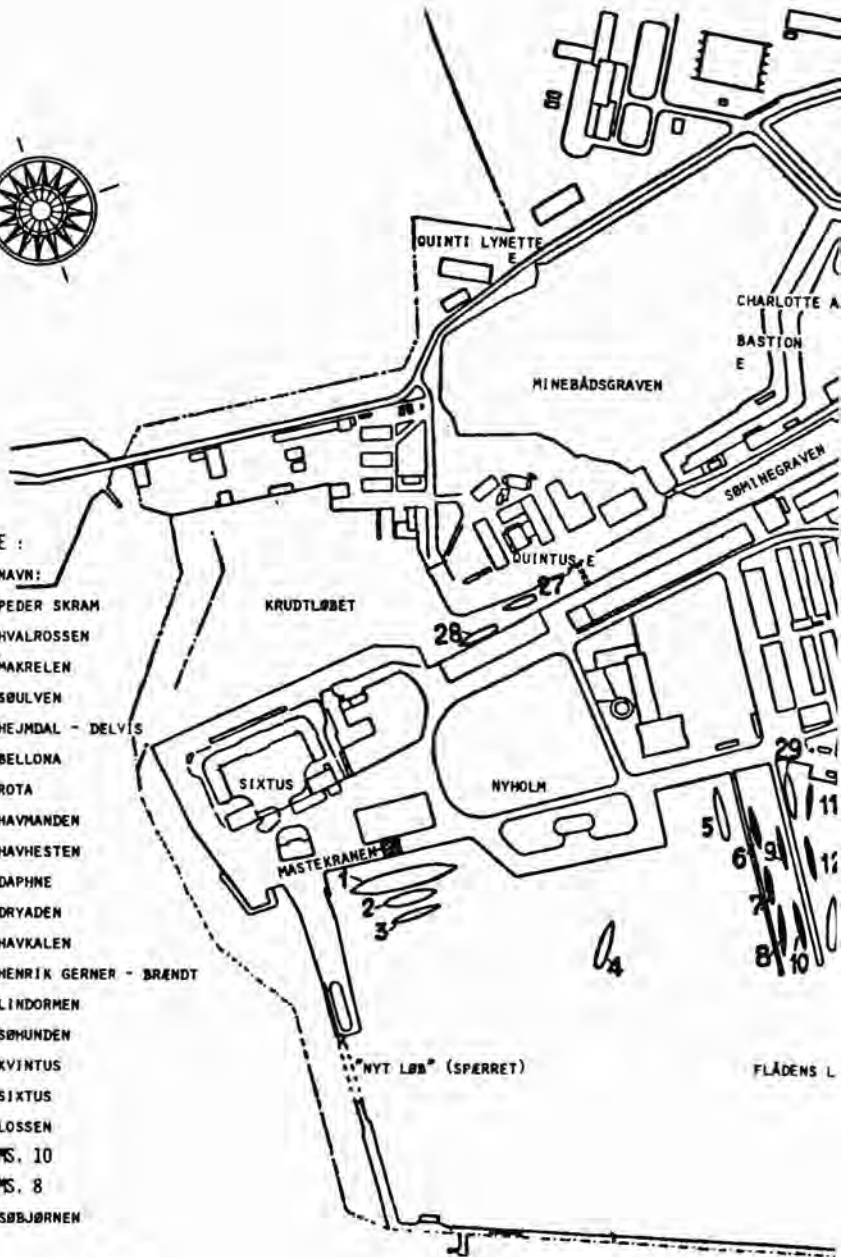 QUINTI LYNETTE
E
CHARLOTTE A
BASTION
E
MINEBÅDSGRAVEN
SØMINEGRAVEN
QUINTUS E
27
28
KRUDTLØBET
E :
NAVN:
PEDER SKRAM
HVALROSSEN
MAKRELEN
SØULVEN
HEJMDAL - DELVIS
BELLONA
ROTA
HAVMANDEN
HAVHESTEN
DAPHNE
DRYADEN
HAVKALEN
HENRIK GERNER - BRÆNDT
LINDORMEN
SØHUNDEN
KVINTUS
SIXTUS
LOSSEN
MS. 10
MS. 8
SØBJØRNEN
SIXTUS
NYHOLM
MASTEKRANEN
1
2
3
4
5
6
7
8
9
10
11
12
29
"NYT LØB" (SPÆRRET)
FLÅDENS L